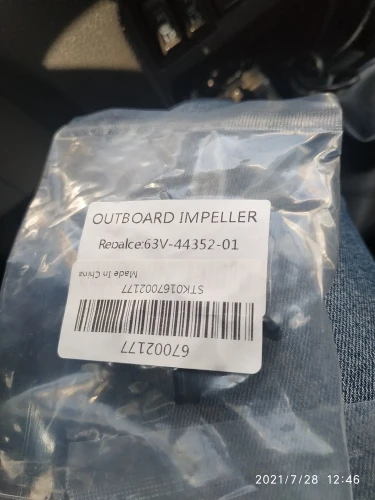 OUTBOARD IMPELLER
Repalce:63V-44352-01
Made In China
STK0167002177
67002177
2021/7/28 12:46